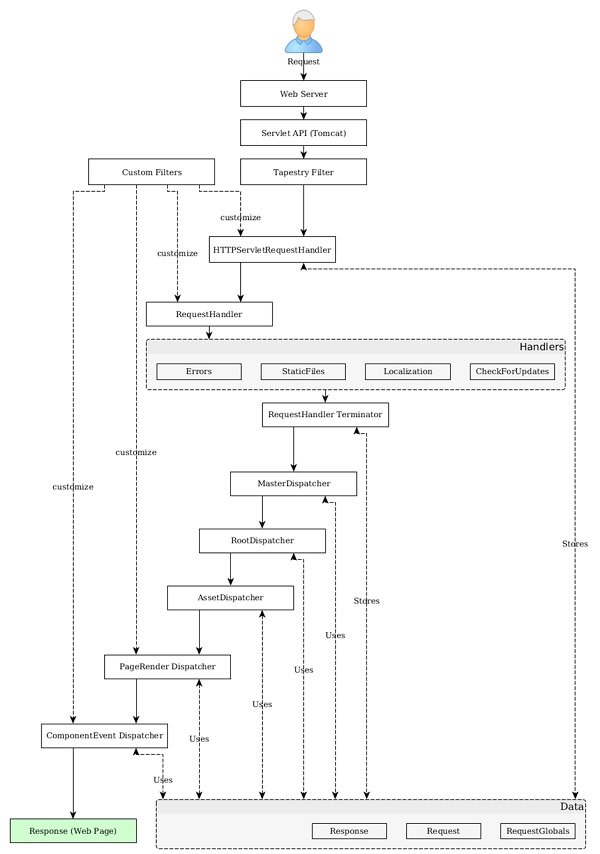 Request
Web Server
Servlet API (Tomcat)
Custom Filters
Tapestry Filter
customize
HTTPServletRequestHandler
customize
RequestHandler
Handlers
Errors
StaticFiles
Localization
CheckForUpdates
RequestHandler Terminator
customize
MasterDispatcher
customize
RootDispatcher
Stores
AssetDispatcher
Stores
Uses
PageRender Dispatcher
Uses
Uses
ComponentEvent Dispatcher
Uses
Uses
Data
Response (Web Page)
Response
Request
RequestGlobals